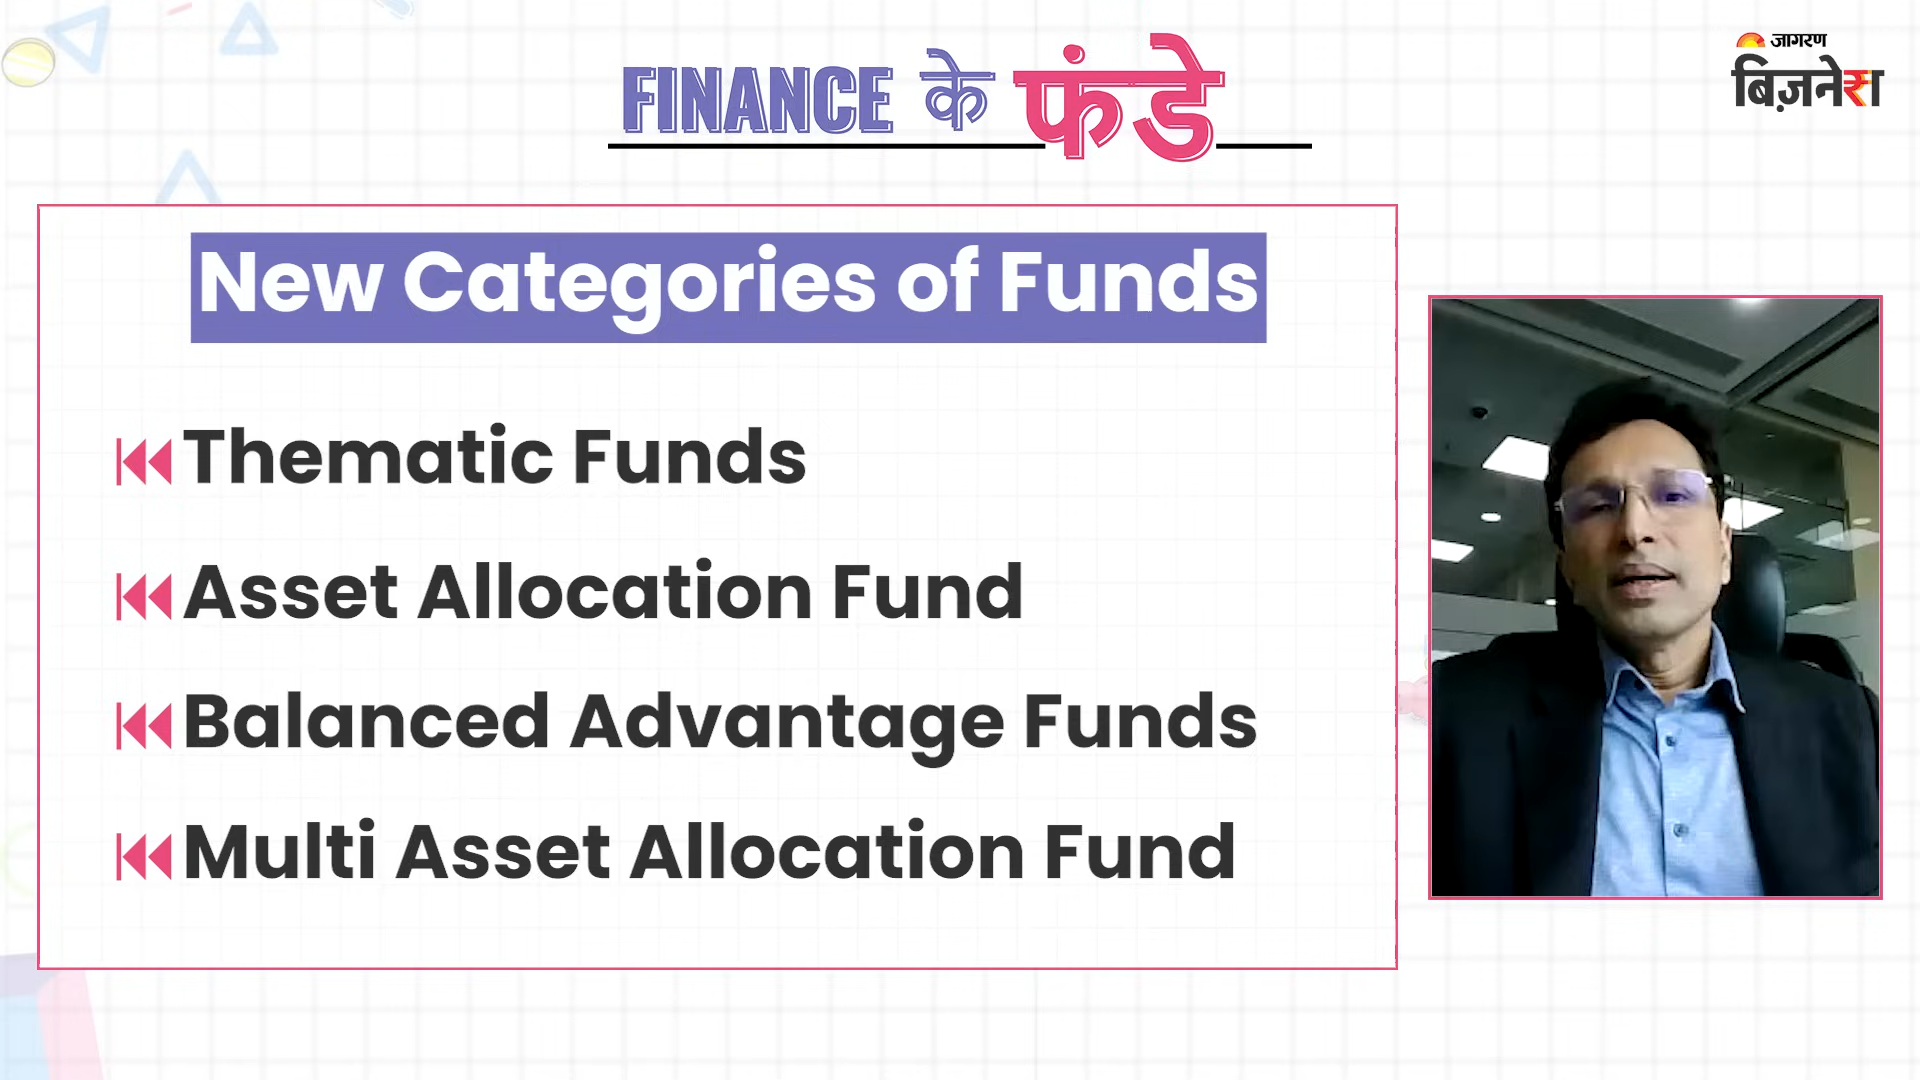 FINANCE के फंडे
जागरण
बिज़नेस
New Categories of Funds
Thematic Funds
Asset Allocation Fund
Balanced Advantage Funds
Multi Asset Allocation Fund